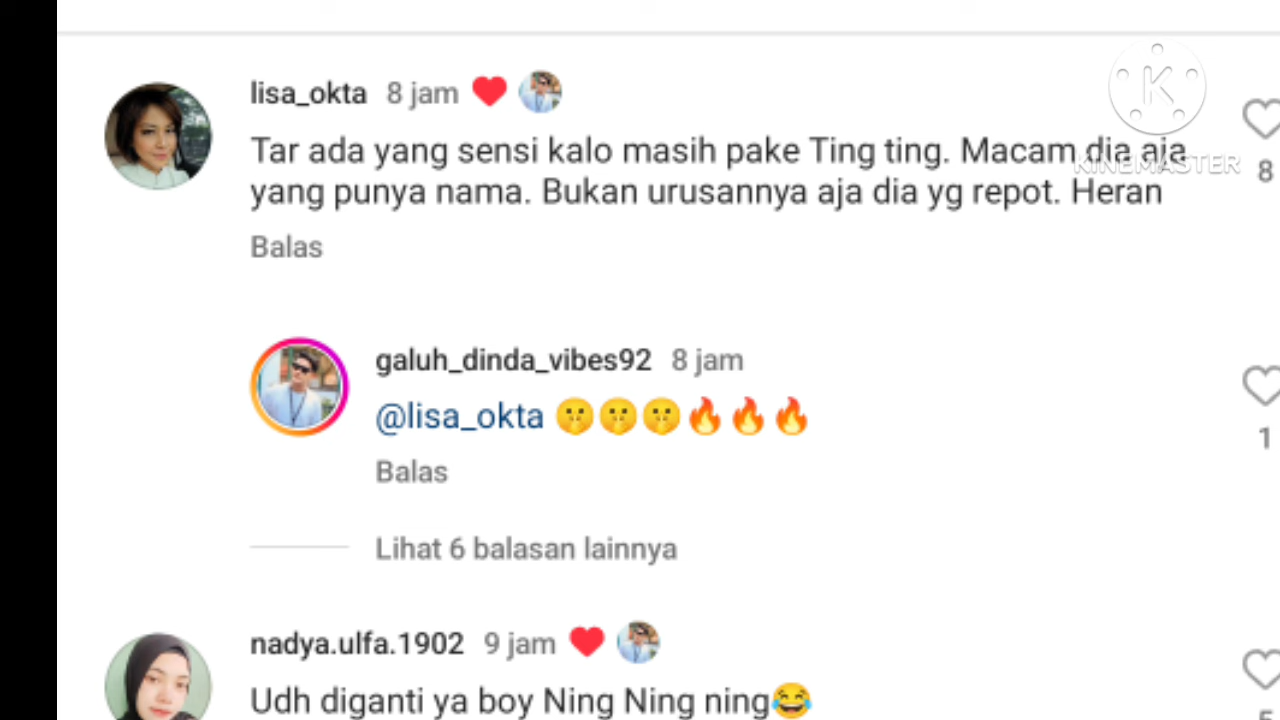 lisa_okta 8 jam
Tar ada yang sensi kalo masih pake Ting ting. Macam dia aja
yang punya nama. Bukan urusannya aja dia yg repot. Heran
8
Balas
K
KINEMASTER
galuh_dinda_vibes92 8 jam
@lisa_okta 🤫🤫🤫🔥🔥🔥
1
Balas
Lihat 6 balasan lainnya
nadya.ulfa.1902 9 jam
Udh diganti ya boy Ning Ning ning😂